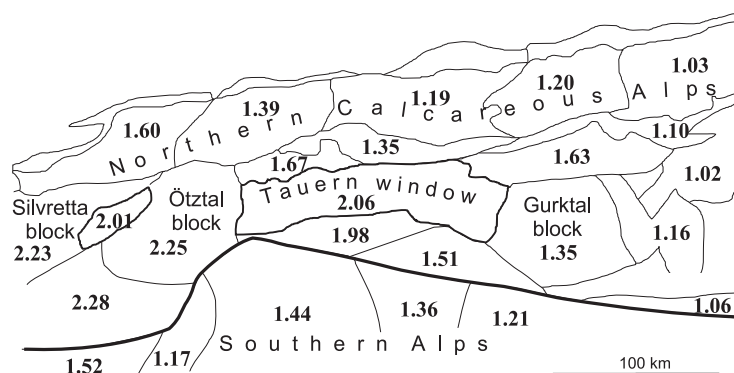 1.03
1.20
1.19
1.39
1.60
Northern Calcareous Alps
1.10
1.35
1.67
1.63
1.02
Tauern window
2.06
Silvretta
block
2.23
2.01
Ötztal
block
2.25
Gurktal
block
1.35
1.98
1.51
1.16
2.28
1.44
1.36
1.21
1.06
Southern Alps
1.52
1.17
100 km